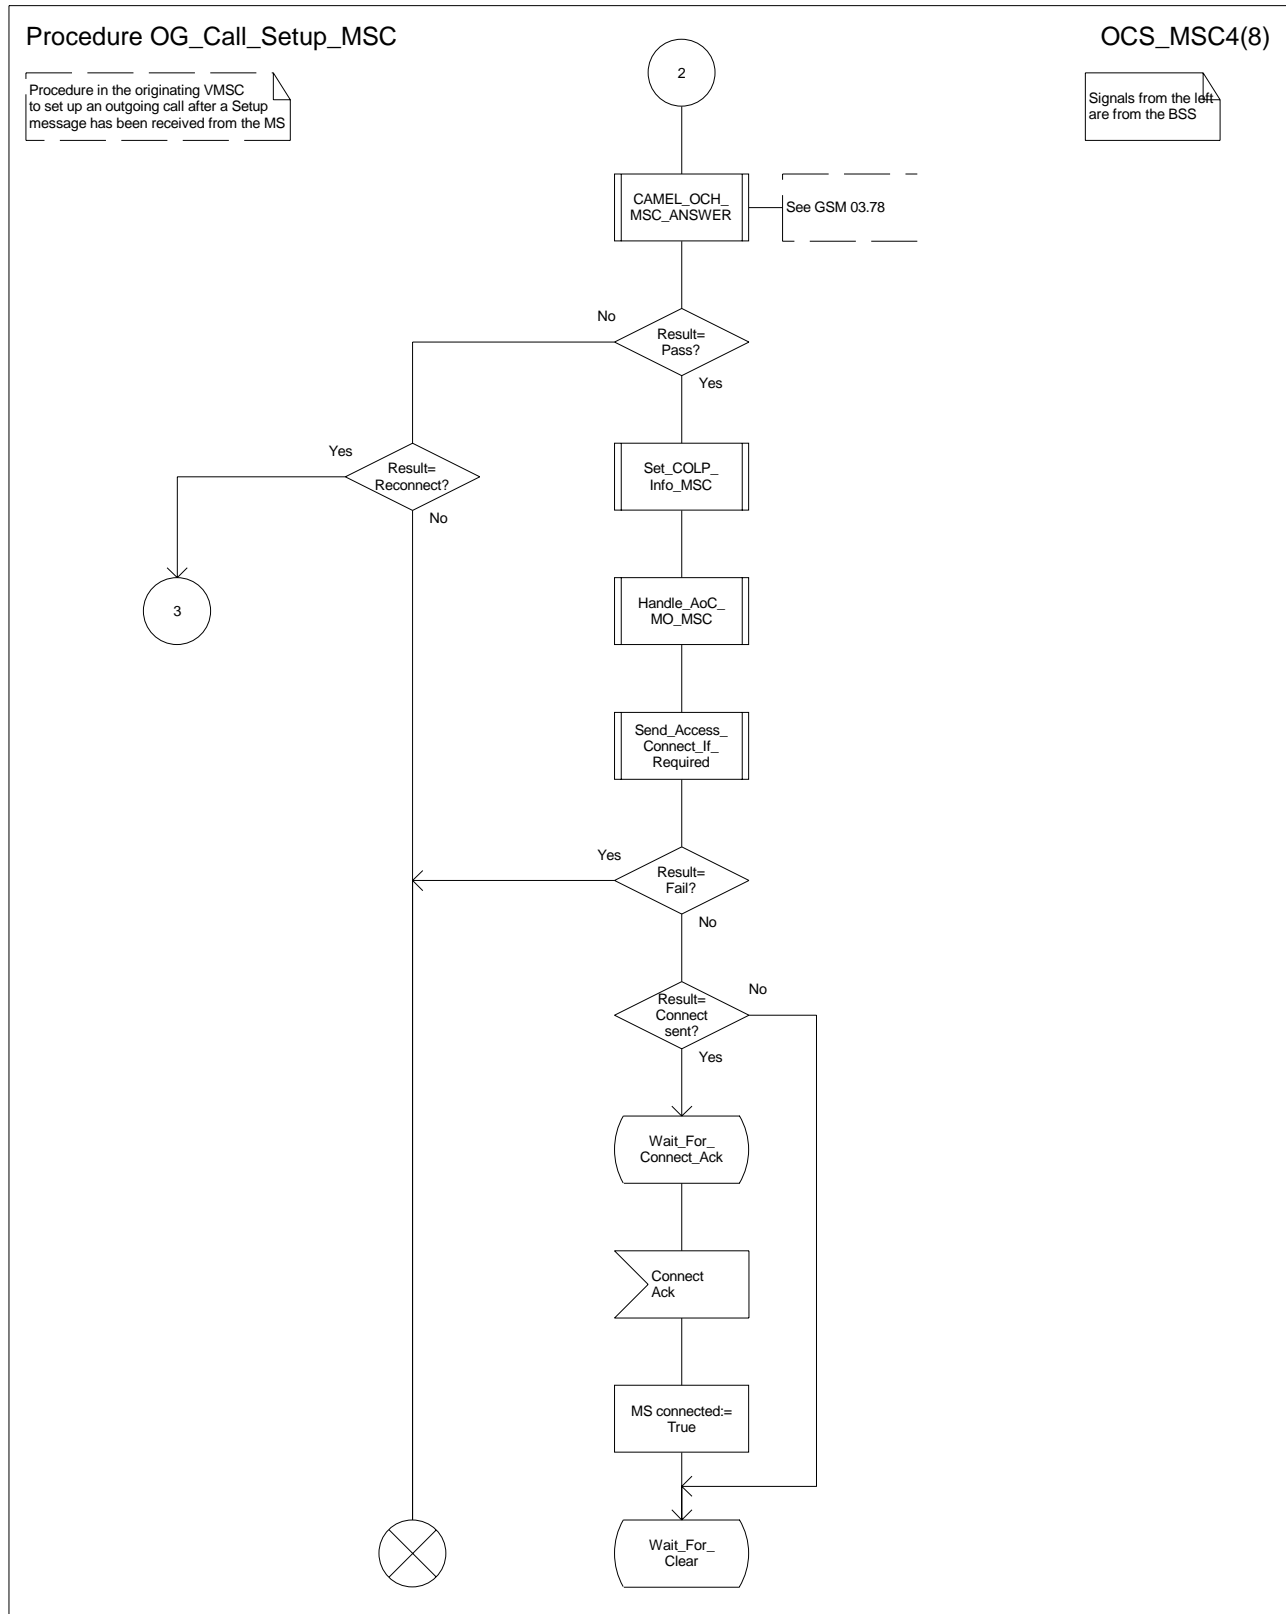 Procedure OG_Call_Setup_MSC
OCS_MSC4(8)
Procedure in the originating VMSC
to set up an outgoing call after a Setup
message has been received from the MS
2
Signals from the left
are from the BSS
CAMEL_OCH_
MSC_ANSWER
See GSM 03.78
No
Result=
Pass?
Yes
Yes
Result=
Reconnect?
No
Set_COLP_
Info_MSC
3
Handle_AoC_
MO_MSC
Send_Access_
Connect_If_
Required
Yes
Result=
Fail?
No
Result=
Connect
sent?
No
Yes
Wait_For_
Connect_Ack
Connect
Ack
MS connected:=
True
Wait_For_
Clear